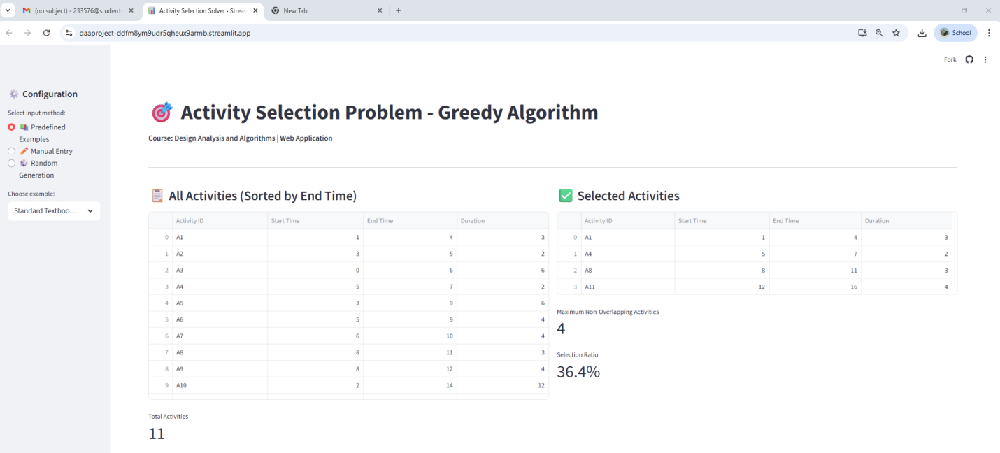 (no subject) - 233576@student
Activity Selection Solver · Strea
New Tab
daaproject-ddfm8ym9udr5qheux9armb.streamlit.app
School
Fork
Configuration
Select input method:
Predefined
Examples
Manual Entry
Random
Generation
Choose example:
Standard Textboo...
Activity Selection Problem - Greedy Algorithm
Course: Design Analysis and Algorithms | Web Application
All Activities (Sorted by End Time)
Activity ID Start Time End Time Duration
0 A1 1 4 3
1 A2 3 5 2
2 A3 0 6 6
3 A4 5 7 2
4 A5 3 9 6
5 A6 5 9 4
6 A7 6 10 4
7 A8 8 11 3
8 A9 8 12 4
9 A10 2 14 12
Total Activities
11
Selected Activities
Activity ID Start Time End Time Duration
0 A1 1 4 3
1 A4 5 7 2
2 A8 8 11 3
3 A11 12 16 4
Maximum Non-Overlapping Activities
4
Selection Ratio
36.4%